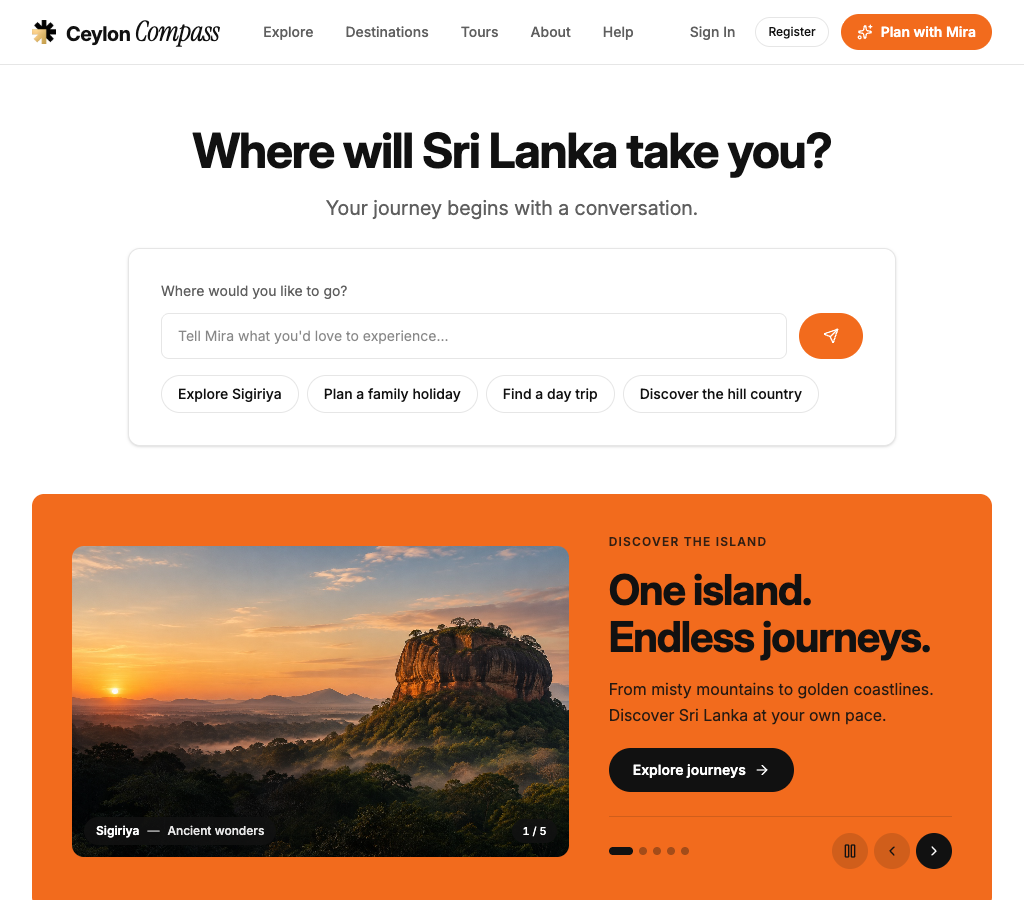 Ceylon Compass
Explore
Destinations
Tours
About
Help
Sign In
Register
Plan with Mira
Where will Sri Lanka take you?
Your journey begins with a conversation.
Where would you like to go?
Tell Mira what you'd love to experience...
Explore Sigiriya
Plan a family holiday
Find a day trip
Discover the hill country
Sigiriya — Ancient wonders
1 / 5
DISCOVER THE ISLAND
One island.
Endless journeys.
From misty mountains to golden coastlines.
Discover Sri Lanka at your own pace.
Explore journeys